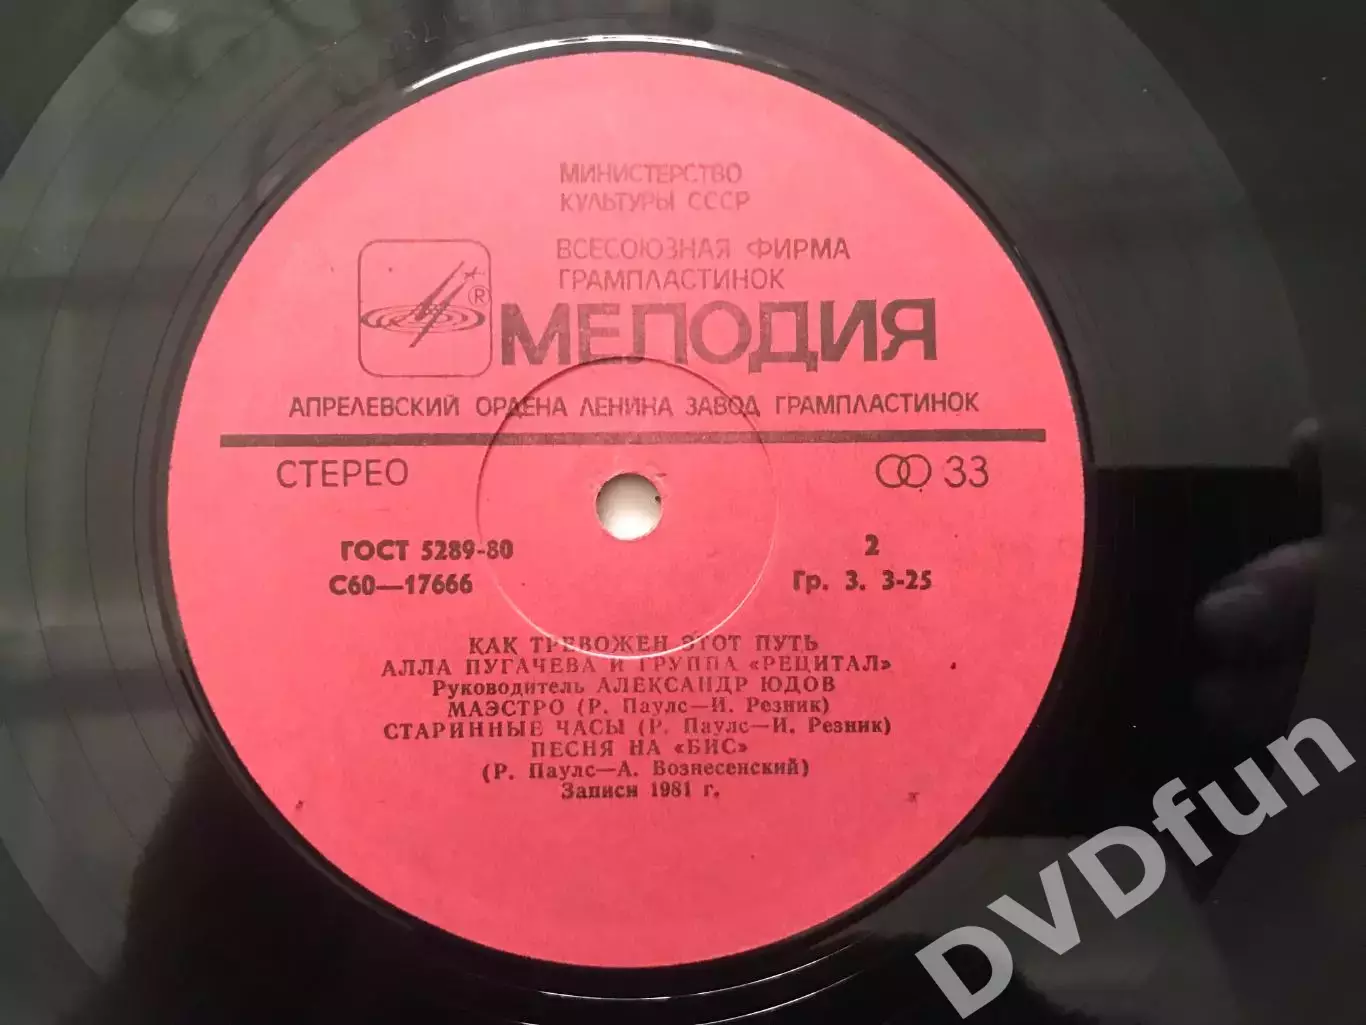 МИНИСТЕРСТВО
КУЛЬТУРЫ СССР
ВСЕСОЮЗНАЯ ФИРМА
ГРАМПЛАСТИНОК
®
МЕЛОДИЯ
АПРЕЛЕВСКИЙ ОРДЕНА ЛЕНИНА ЗАВОД ГРАМПЛАСТИНОК
СТЕРЕО 33
ГОСТ 5289-80 2
С60—17666 Гр. 3. 3-25
КАК ТРЕВОЖЕН ЭТОТ ПУТЬ
АЛЛА ПУГАЧЕВА И ГРУППА «РЕЦИТАЛ»
Руководитель АЛЕКСАНДР ЮДОВ
МАЭСТРО (Р. Паулс—И. Резник)
СТАРИННЫЕ ЧАСЫ (Р. Паулс—И. Резник)
ПЕСНЯ НА «БИС»
(Р. Паулс—А. Вознесенский)
Записи 1981 г.
DVDfun